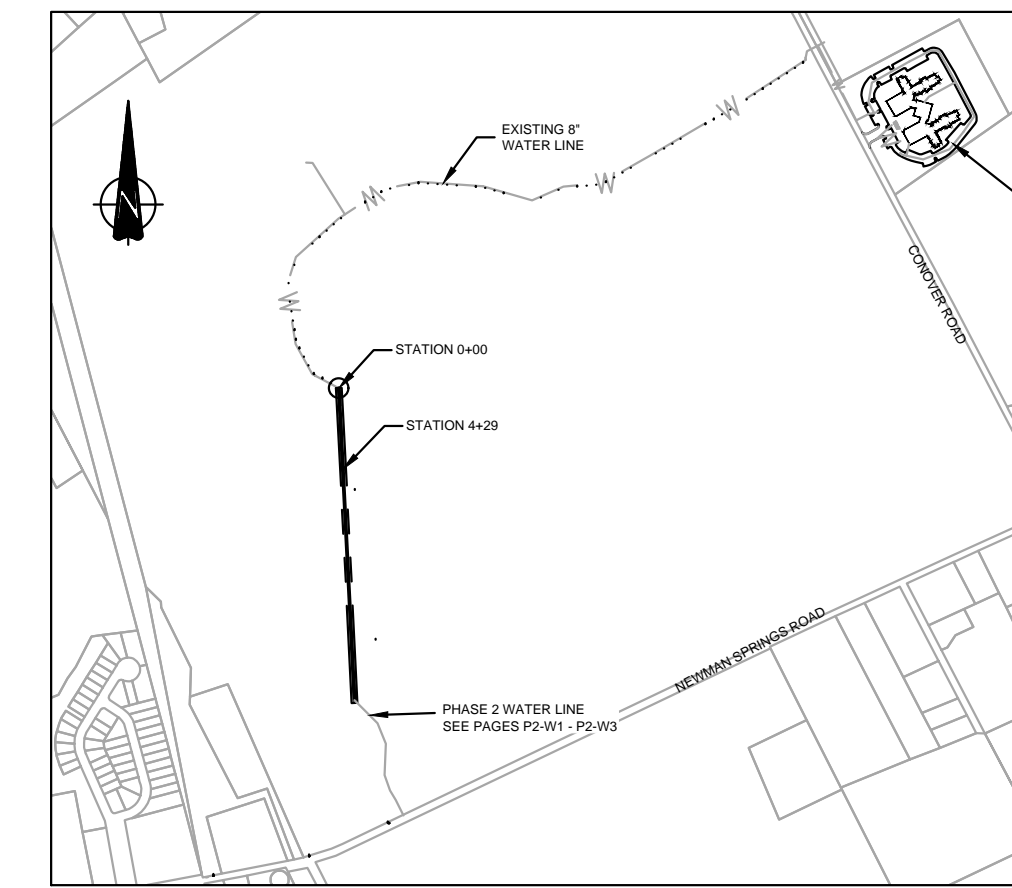 EXISTING 8"
WATER LINE
W
W
W
W
N
CONOVER ROAD
STATION 0+00
STATION 4+29
NEWMAN SPRINGS ROAD
PHASE 2 WATER LINE
SEE PAGES P2-W1 - P2-W3